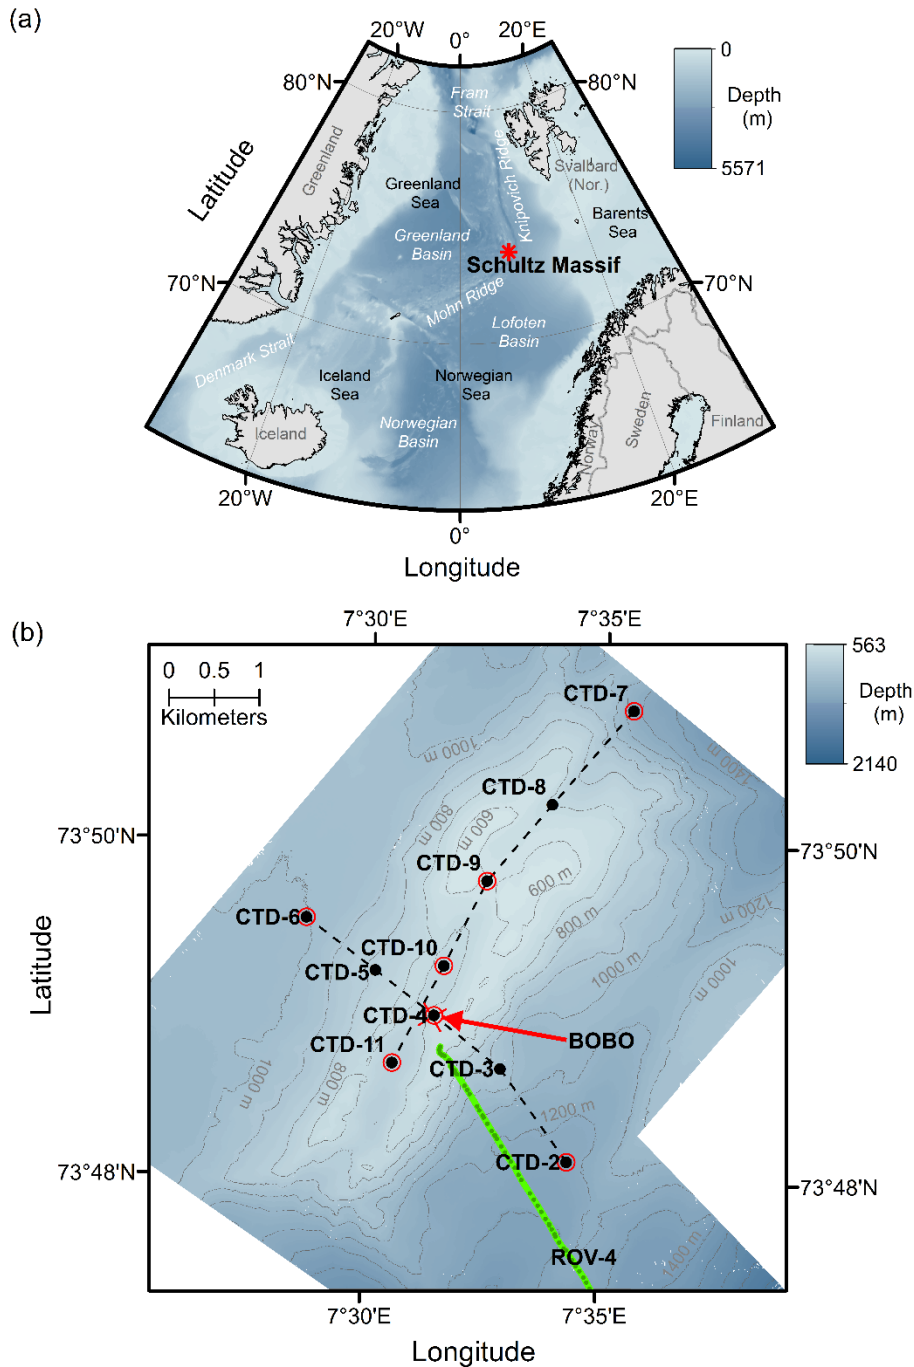 (a)
20°W
0°
20°E
80°N
80°N
0
Depth
(m)
5571
Fram
Strait
Greenland
Knipovich Ridge
Svalbard
(Nor.)
Latitude
Greenland
Sea
Barents
Sea
Greenland
Basin
Schultz Massif
70°N
70°N
Mohn Ridge
Lofoten
Basin
Denmark Strait
Iceland
Sea
Norwegian
Sea
Norwegian
Basin
Iceland
Norway
Sweden
Finland
20°W
20°E
0°
Longitude
(b)
7°30'E
7°35'E
0 0.5 1
Kilometers
563
Depth
(m)
2140
CTD-7
1000 m
1400 m
CTD-8
800 m
600 m
73°50'N
73°50'N
CTD-9
600 m
1200 m
CTD-6
800 m
CTD-10
CTD-5
1000 m
1000 m
Latitude
CTD-4
BOBO
CTD-11
CTD-3
1000 m
800 m
1200 m
CTD-2
73°48'N
73°48'N
ROV-4
1400 m
7°30'E
7°35'E
Longitude